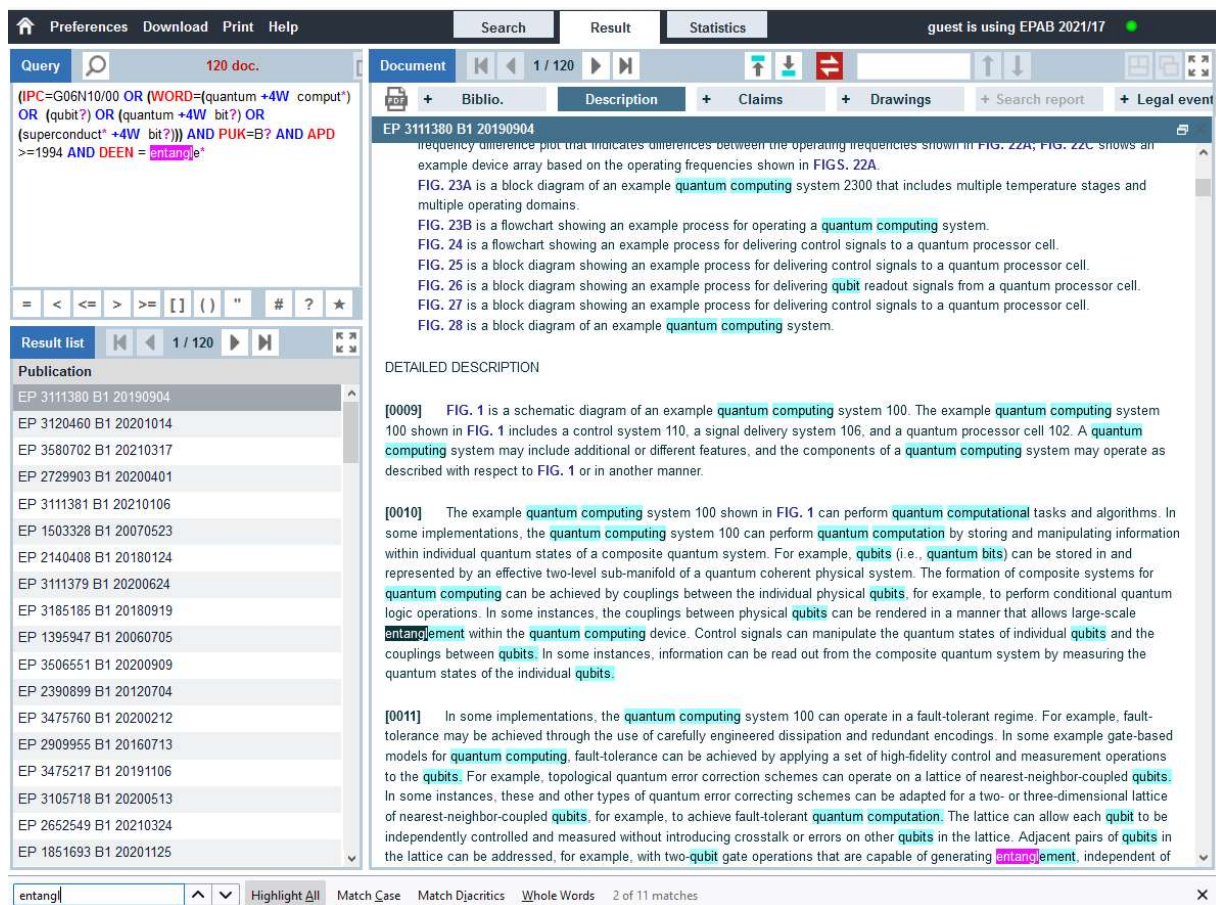 Preferences Download Print Help
Search
Result
Statistics
guest is using EPAB 2021/17
Query
120 doc.
(IPC=G06N10/00 OR (WORD=(quantum +4W comput*)
OR (qubit?) OR (quantum +4W bit?) OR
(superconduct* +4W bit?))) AND PUK=B? AND APD
>=1994 AND DEEN = entangle*
= < <= > >= [ ] ( ) " # ? ★
Result list
1 / 120
Publication
EP 3111380 B1 20190904
EP 3120460 B1 20201014
EP 3580702 B1 20210317
EP 2729903 B1 20200401
EP 3111381 B1 20210106
EP 1503328 B1 20070523
EP 2140408 B1 20180124
EP 3111379 B1 20200624
EP 3185185 B1 20180919
EP 1395947 B1 20060705
EP 3506551 B1 20200909
EP 2390899 B1 20120704
EP 3475760 B1 20200212
EP 2909955 B1 20160713
EP 3475217 B1 20191106
EP 3105718 B1 20200513
EP 2652549 B1 20210324
EP 1851693 B1 20201125
Document
1 / 120
PDF
+ Biblio.
Description
+ Claims
+ Drawings
+ Search report
+ Legal event
EP 3111380 B1 20190904
frequency difference plot that indicates differences between the operating frequencies shown in FIG. 22A; FIG. 22C shows an
example device array based on the operating frequencies shown in FIGS. 22A.
FIG. 23A is a block diagram of an example quantum computing system 2300 that includes multiple temperature stages and
multiple operating domains.
FIG. 23B is a flowchart showing an example process for operating a quantum computing system.
FIG. 24 is a flowchart showing an example process for delivering control signals to a quantum processor cell.
FIG. 25 is a block diagram showing an example process for delivering control signals to a quantum processor cell.
FIG. 26 is a block diagram showing an example process for delivering qubit readout signals from a quantum processor cell.
FIG. 27 is a block diagram showing an example process for delivering control signals to a quantum processor cell.
FIG. 28 is a block diagram of an example quantum computing system.
DETAILED DESCRIPTION
[0009] FIG. 1 is a schematic diagram of an example quantum computing system 100. The example quantum computing system
100 shown in FIG. 1 includes a control system 110, a signal delivery system 106, and a quantum processor cell 102. A quantum
computing system may include additional or different features, and the components of a quantum computing system may operate as
described with respect to FIG. 1 or in another manner.
[0010] The example quantum computing system 100 shown in FIG. 1 can perform quantum computational tasks and algorithms. In
some implementations, the quantum computing system 100 can perform quantum computation by storing and manipulating information
within individual quantum states of a composite quantum system. For example, qubits (i.e., quantum bits) can be stored in and
represented by an effective two-level sub-manifold of a quantum coherent physical system. The formation of composite systems for
quantum computing can be achieved by couplings between the individual physical qubits, for example, to perform conditional quantum
logic operations. In some instances, the couplings between physical qubits can be rendered in a manner that allows large-scale
entanglement within the quantum computing device. Control signals can manipulate the quantum states of individual qubits and the
couplings between qubits. In some instances, information can be read out from the composite quantum system by measuring the
quantum states of the individual qubits.
[0011] In some implementations, the quantum computing system 100 can operate in a fault-tolerant regime. For example, fault-
tolerance may be achieved through the use of carefully engineered dissipation and redundant encodings. In some example gate-based
models for quantum computing, fault-tolerance can be achieved by applying a set of high-fidelity control and measurement operations
to the qubits. For example, topological quantum error correction schemes can operate on a lattice of nearest-neighbor-coupled qubits.
In some instances, these and other types of quantum error correcting schemes can be adapted for a two- or three-dimensional lattice
of nearest-neighbor-coupled qubits, for example, to achieve fault-tolerant quantum computation. The lattice can allow each qubit to be
independently controlled and measured without introducing crosstalk or errors on other qubits in the lattice. Adjacent pairs of qubits in
the lattice can be addressed, for example, with two-qubit gate operations that are capable of generating entanglement, independent of
entangl
Highlight All Match Case Match Diacritics Whole Words 2 of 11 matches